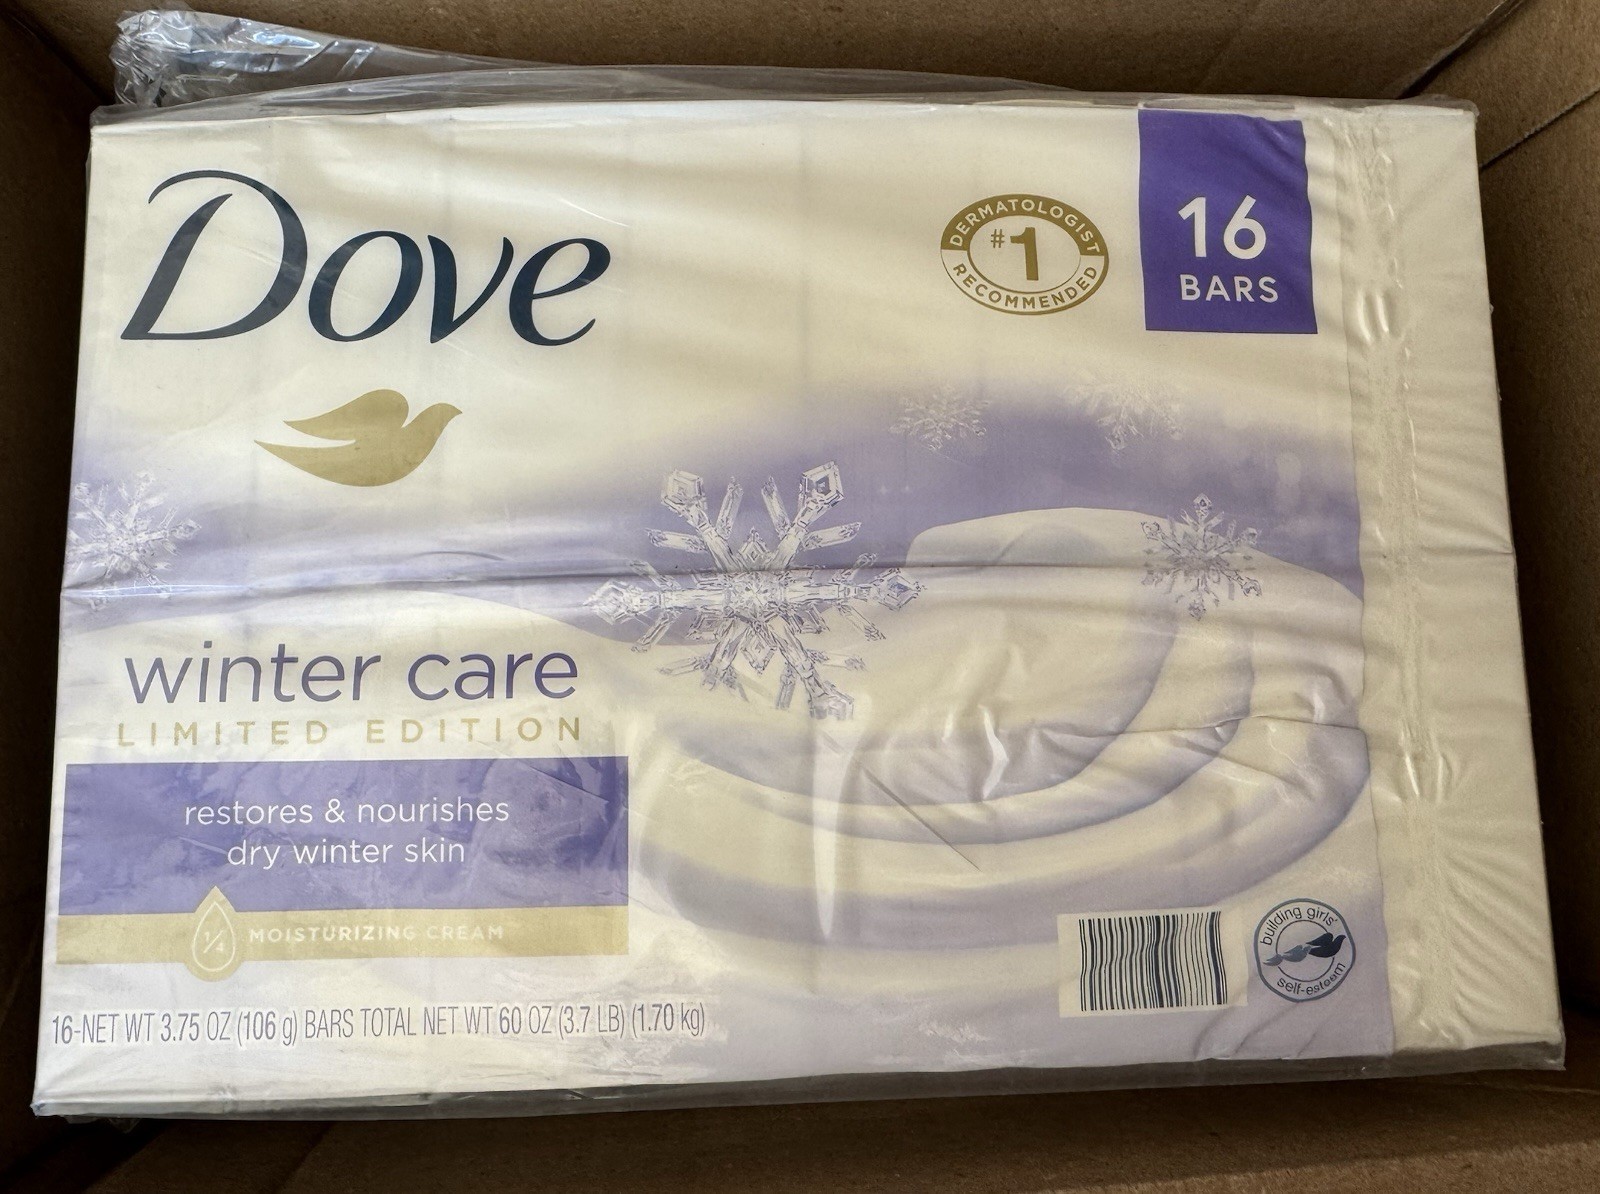 Dove
DERMATOLOGIST
#1
RECOMMENDED
16
BARS
winter care
LIMITED EDITION
restores & nourishes
dry winter skin
1/4 MOISTURIZING CREAM
building girls'
self-esteem
16-NET WT 3.75 OZ (106 g) BARS TOTAL NET WT 60 OZ (3.7 LB) (1.70 kg)